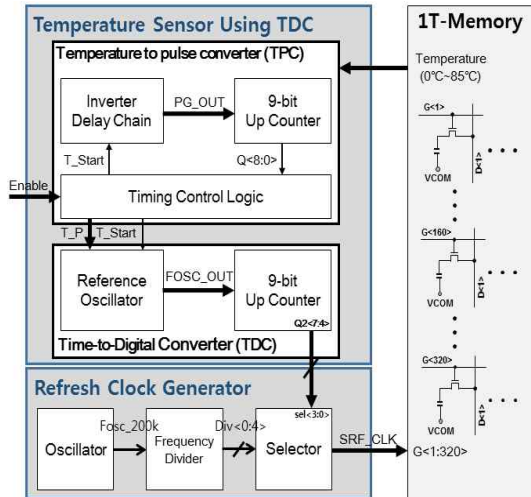 Temperature Sensor Using TDC
Temperature to pulse converter (TPC)
Inverter
Delay Chain
PG_OUT
9-bit
Up Counter
T_Start
Q<8:0>
Enable
Timing Control Logic
T_P
T_Start
Reference
Oscillator
FOSC_OUT
9-bit
Up Counter
Q2<7:4>
Time-to-Digital Converter (TDC)
Refresh Clock Generator
Oscillator
Fosc_200k
Frequency
Divider
Div<0:4>
sel<3:0>
Selector
SRF_CLK
1T-Memory
Temperature
(0℃~85℃)
G<1>
VCOM
D<1>
G<160>
VCOM
D<1>
G<320>
VCOM
D<1>
G<1:320>